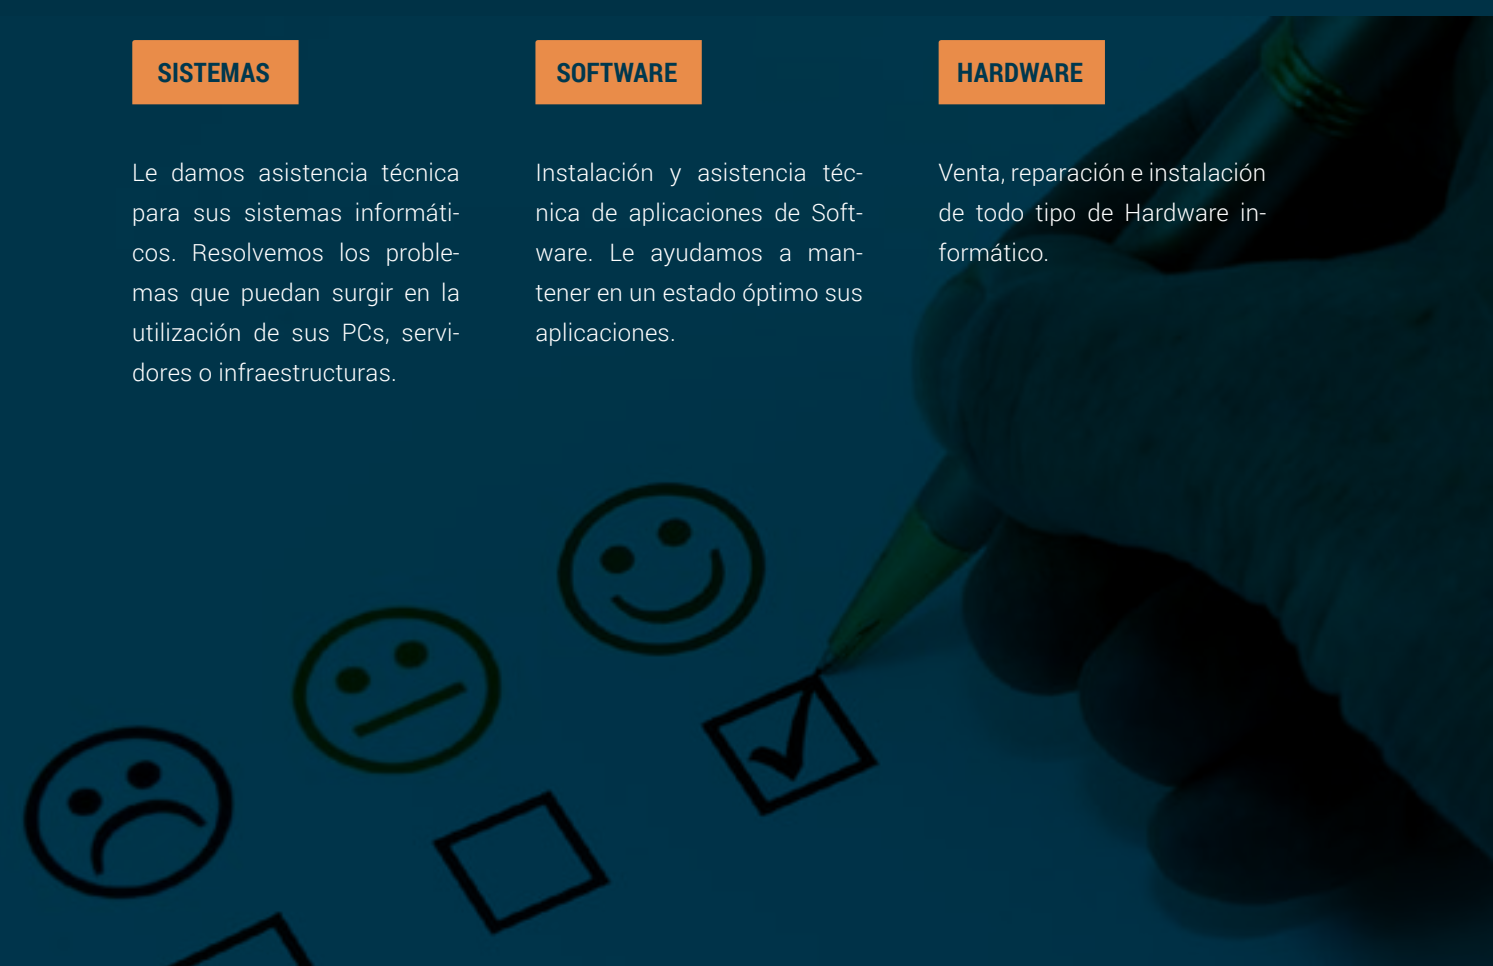 SISTEMAS
Le damos asistencia técnica
para sus sistemas informáti-
cos. Resolvemos los proble-
mas que puedan surgir en la
utilización de sus PCs, servi-
dores o infraestructuras.
SOFTWARE
Instalación y asistencia téc-
nica de aplicaciones de Soft-
ware. Le ayudamos a man-
tener en un estado óptimo sus
aplicaciones.
HARDWARE
Venta, reparación e instalación
de todo tipo de Hardware in-
formático.